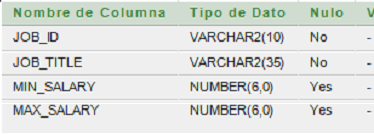 Nombre de Columna Tipo de Dato Nulo V
JOB_ID VARCHAR2(10) No -
JOB_TITLE VARCHAR2(35) No -
MIN_SALARY NUMBER(6,0) Yes -
MAX_SALARY NUMBER(6,0) Yes -